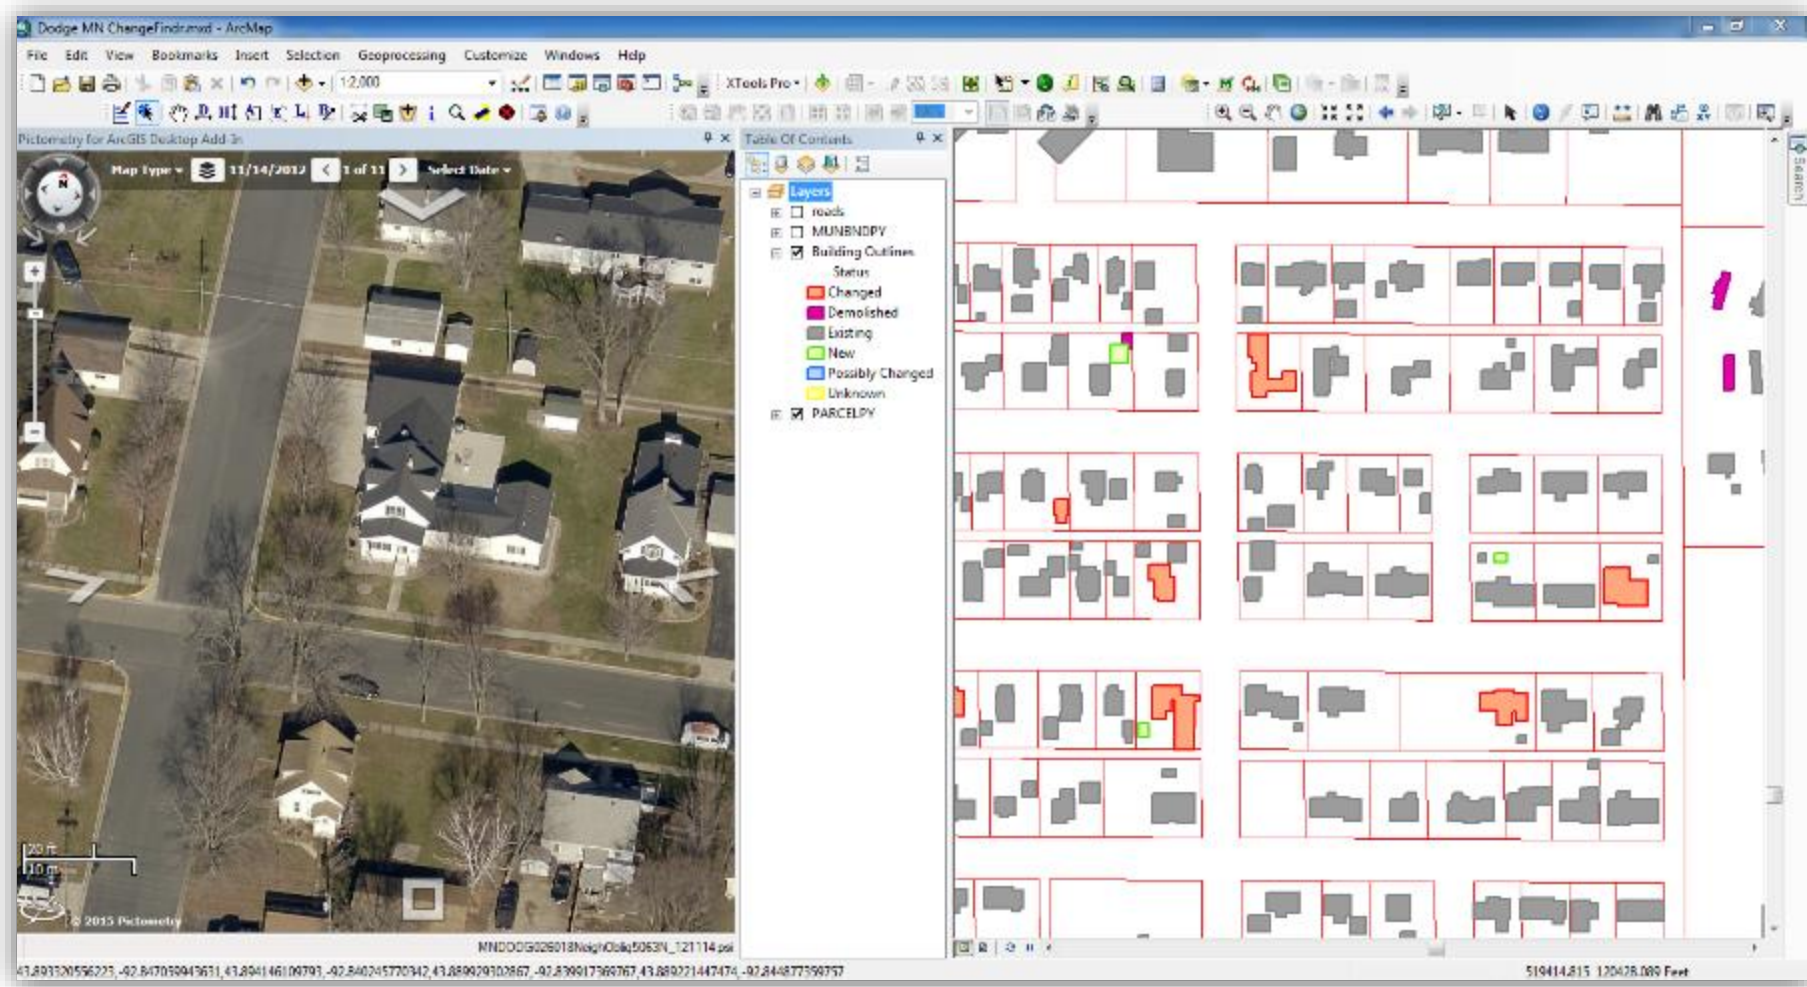 Dodge MN ChangeFindr.mxd - ArcMap
File Edit View Bookmarks Insert Selection Geoprocessing Customize Windows Help
1:2,000
XTools Pro
Pictometry for ArcGIS Desktop Add-In
Table Of Contents
Map Type
11/14/2012
1 of 11
Select Date
N
Layers
roads
MUNBNDPY
Building Outlines
Status
Changed
Demolished
Existing
New
Possibly Changed
Unknown
PARCELPY
Search
20 ft
10 m
© 2015 Pictometry
519414.815 120428.089 Feet